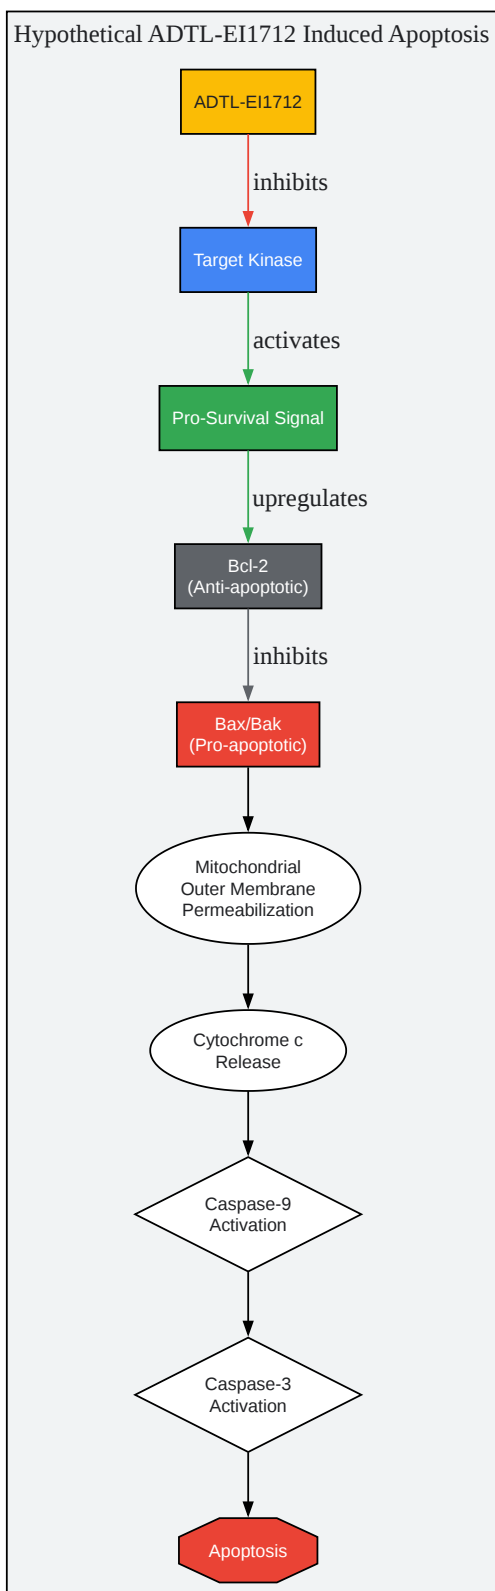 Hypothetical ADTL-EI1712 Induced Apoptosis
ADTL-EI1712
inhibits
Target Kinase
activates
Pro-Survival Signal
upregulates
Bcl-2
(Anti-apoptotic)
inhibits
Bax/Bak
(Pro-apoptotic)
Mitochondrial
Outer Membrane
Permeabilization
Cytochrome c
Release
Caspase-9
Activation
Caspase-3
Activation
Apoptosis